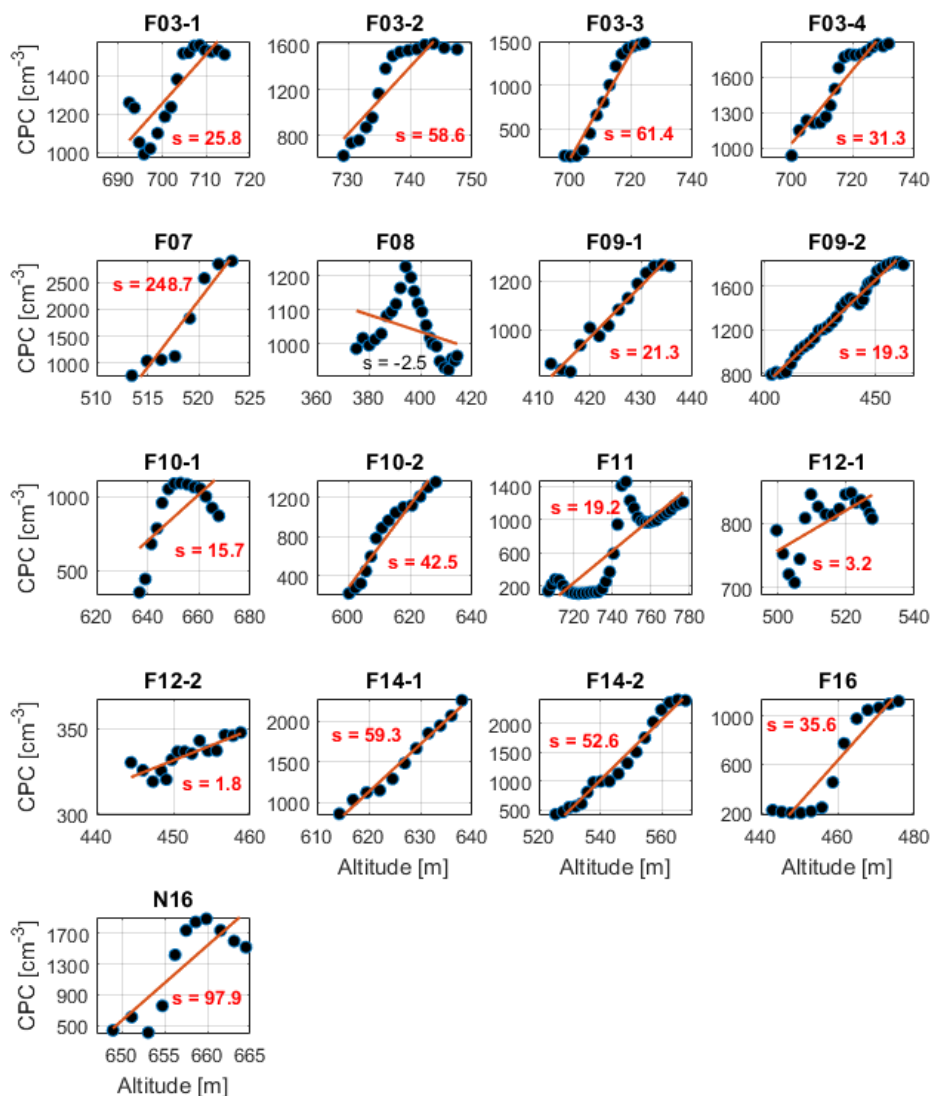 F03-1 F03-2 F03-3 F03-4
CPC [cm-3]
1400 1200 1000
1600 800
1500 1000 500
1600 1300 1000
s = 25.8 s = 58.6 s = 61.4 s = 31.3
690 700 710 720 730 740 750 700 720 740 700 720 740
F07 F08 F09-1 F09-2
CPC [cm-3]
2500 2000 1500 1000
1200 1100 1000
1200 1000
1600 1200 800
s = 248.7 s = -2.5 s = 21.3 s = 19.3
510 515 520 525 360 380 400 420 410 420 430 440 400 450
F10-1 F10-2 F11 F12-1
CPC [cm-3]
1000 500
1200 800 400
1400 1000 600 200
800 700
s = 15.7 s = 42.5 s = 19.2 s = 3.2
620 640 660 680 600 620 640 720 740 760 780 500 520 540
F12-2 F14-1 F14-2 F16
CPC [cm-3]
350 300
2000 1500 1000
2000 1500 1000 500
1000 600 200
s = 1.8 s = 59.3 s = 52.6 s = 35.6
440 450 460 610 620 630 640 520 540 560 440 460 480
Altitude [m] Altitude [m] Altitude [m]
N16
CPC [cm-3]
1700 1300 900 500
s = 97.9
650 655 660 665
Altitude [m]